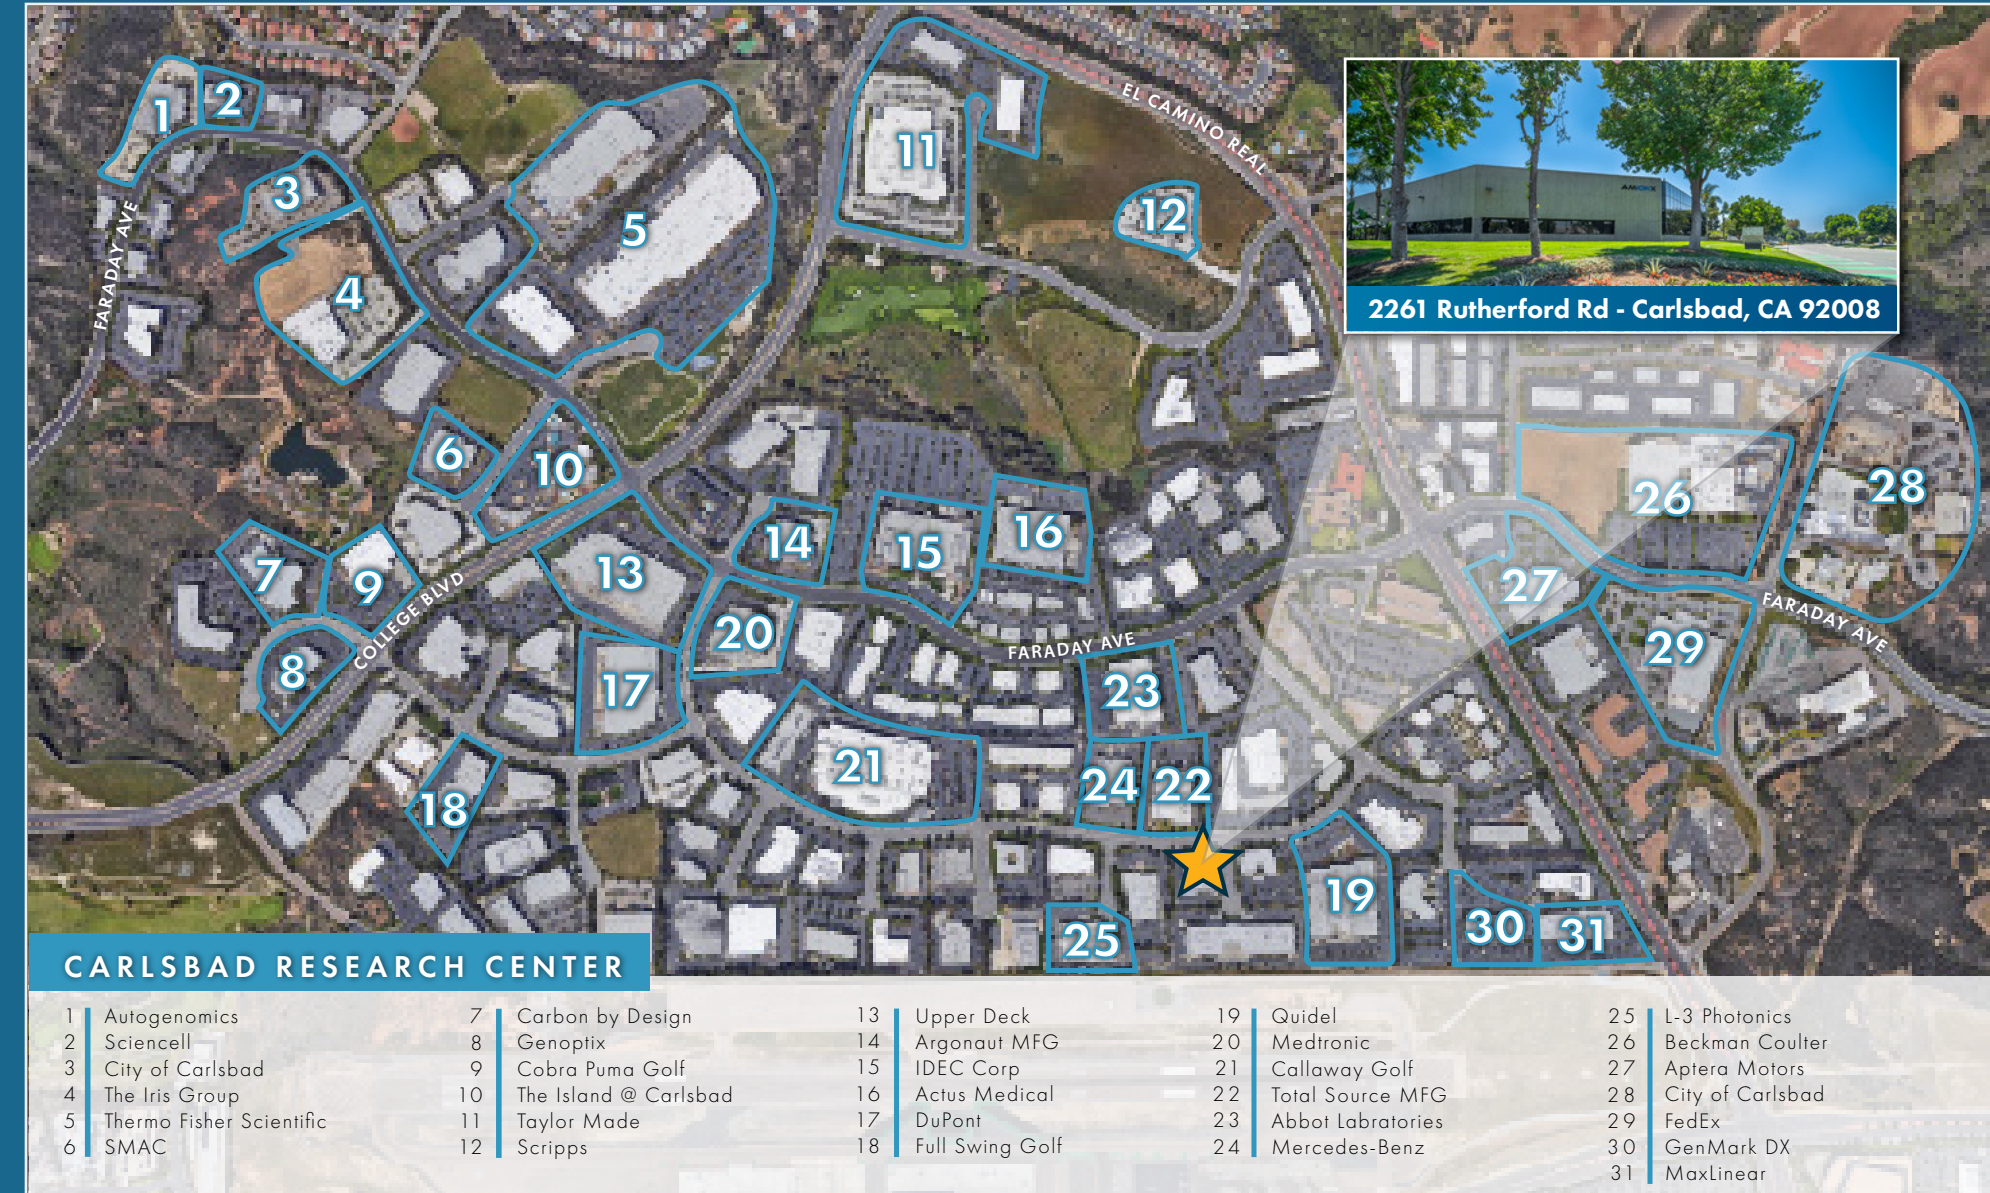 EL CAMINO REAL
1
2
3
4
5
6
7
8
9
10
11
12
13
14
15
16
17
18
19
20
21
22
23
24
25
26
27
28
29
30
31
FARADAY AVE
COLLEGE BLVD
FARADAY AVE
FARADAY AVE
2261 Rutherford Rd - Carlsbad, CA 92008
CARLSBAD RESEARCH CENTER
1 Autogenomics
2 Sciencell
3 City of Carlsbad
4 The Iris Group
5 Thermo Fisher Scientific
6 SMAC
7 Carbon by Design
8 Genoptix
9 Cobra Puma Golf
10 The Island @ Carlsbad
11 Taylor Made
12 Scripps
13 Upper Deck
14 Argonaut MFG
15 IDEC Corp
16 Actus Medical
17 DuPont
18 Full Swing Golf
19 Quidel
20 Medtronic
21 Callaway Golf
22 Total Source MFG
23 Abbot Labratories
24 Mercedes-Benz
25 L-3 Photonics
26 Beckman Coulter
27 Aptera Motors
28 City of Carlsbad
29 FedEx
30 GenMark DX
31 MaxLinear